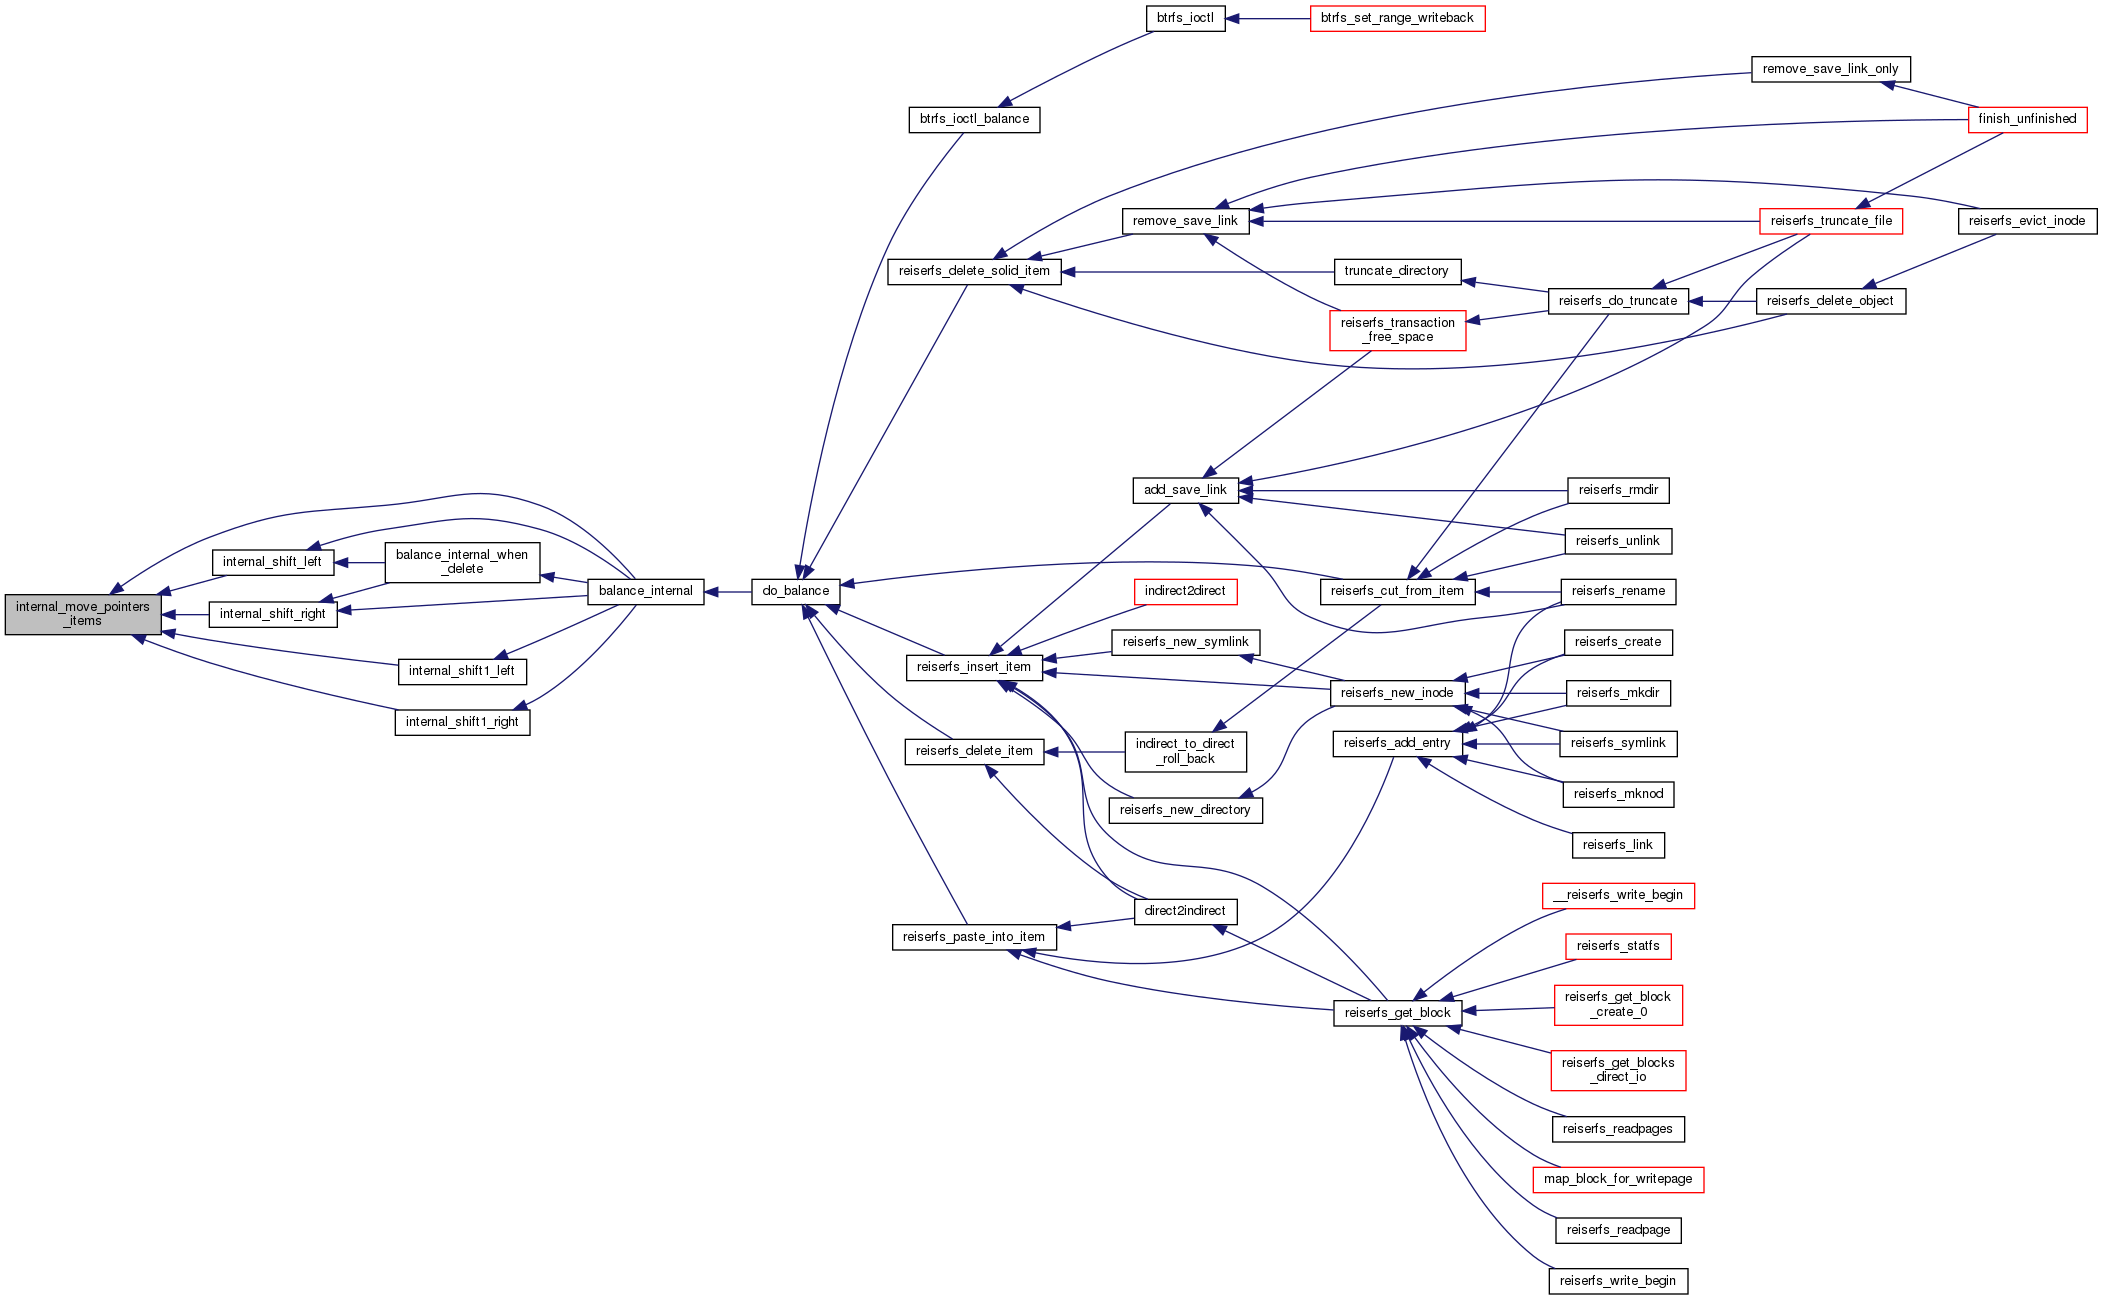 btrfs_ioctl
btrfs_set_range_writeback
remove_save_link_only
btrfs_ioctl_balance
finish_unfinished
remove_save_link
reiserfs_truncate_file
reiserfs_evict_inode
reiserfs_delete_solid_item
truncate_directory
reiserfs_do_truncate
reiserfs_delete_object
reiserfs_transaction
_free_space
add_save_link
reiserfs_rmdir
reiserfs_unlink
internal_shift_left
balance_internal_when
_delete
internal_move_pointers
_items
internal_shift_right
balance_internal
do_balance
indirect2direct
reiserfs_cut_from_item
reiserfs_rename
reiserfs_new_symlink
reiserfs_create
internal_shift1_left
reiserfs_insert_item
reiserfs_new_inode
reiserfs_mkdir
internal_shift1_right
reiserfs_delete_item
indirect_to_direct
_roll_back
reiserfs_add_entry
reiserfs_symlink
reiserfs_new_directory
reiserfs_mknod
reiserfs_link
__reiserfs_write_begin
direct2indirect
reiserfs_paste_into_item
reiserfs_statfs
reiserfs_get_block
reiserfs_get_block
_create_0
reiserfs_get_blocks
_direct_io
reiserfs_readpages
map_block_for_writepage
reiserfs_readpage
reiserfs_write_begin